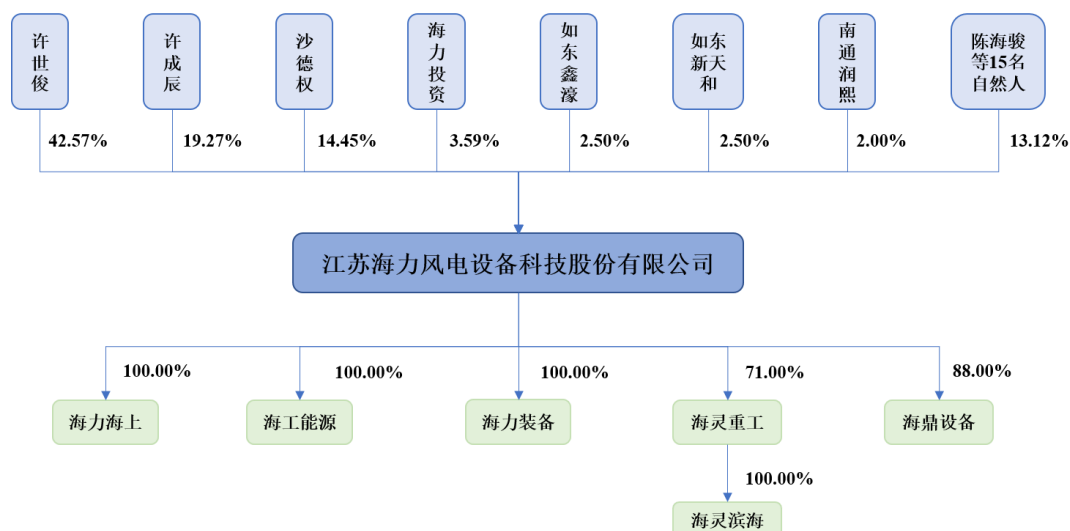 许世俊
许成辰
沙德权
海力投资
如东鑫濠
如东
新天
和
南通润熙
陈海骏
等15名
自然人
42.57%
19.27%
14.45%
3.59%
2.50%
2.50%
2.00%
13.12%
江苏海力风电设备科技股份有限公司
100.00%
100.00%
100.00%
71.00%
88.00%
海力海上
海工能源
海力装备
海灵重工
海鼎设备
100.00%
海灵滨海